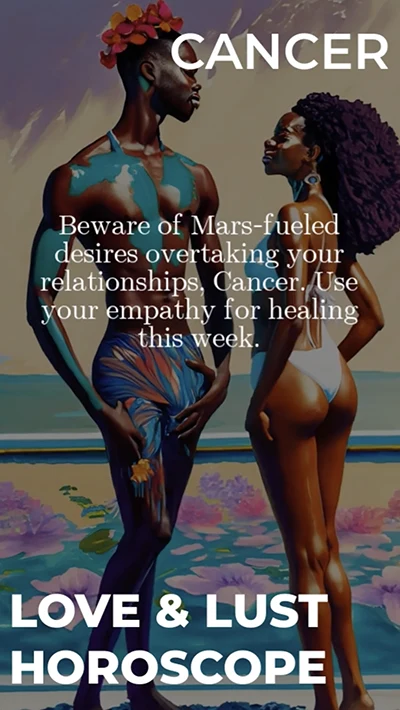 CANCER
Beware of Mars-fueled
desires overtaking your
relationships, Cancer. Use
your empathy for healing
this week.
LOVE & LUST
HOROSCOPE